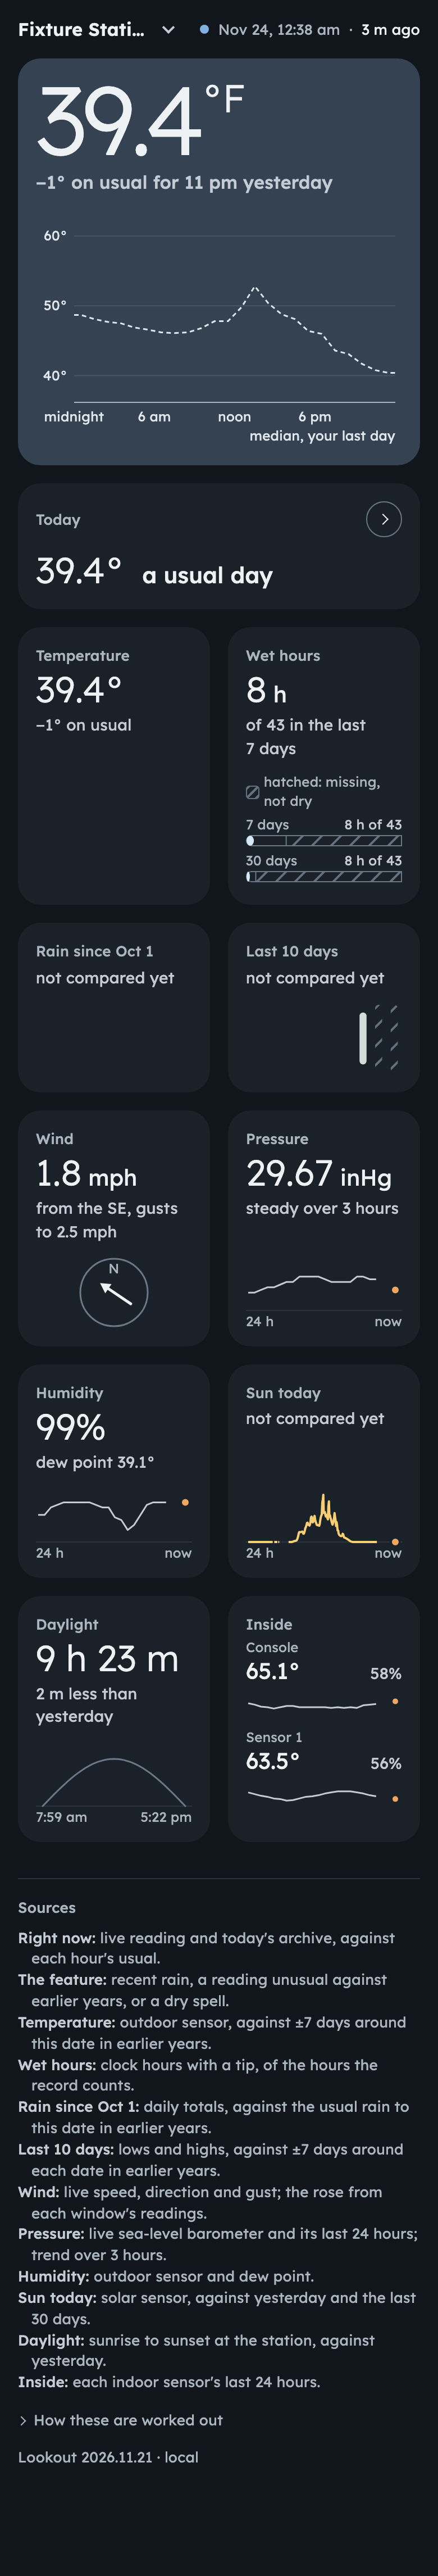 Fixture Stati... Nov 24, 12:38 am · 3 m ago
39.4°F
−1° on usual for 11 pm yesterday
60°
50°
40°
midnight 6 am noon 6 pm
median, your last day
Today
39.4° a usual day
Temperature
39.4°
−1° on usual
Wet hours
8 h
of 43 in the last
7 days
hatched: missing,
not dry
7 days 8 h of 43
30 days 8 h of 43
Rain since Oct 1
not compared yet
Last 10 days
not compared yet
Wind
1.8 mph
from the SE, gusts
to 2.5 mph
N
Pressure
29.67 inHg
steady over 3 hours
24 h now
Humidity
99%
dew point 39.1°
24 h now
Sun today
not compared yet
24 h now
Daylight
9 h 23 m
2 m less than
yesterday
7:59 am 5:22 pm
Inside
Console
65.1° 58%
Sensor 1
63.5° 56%
Sources
Right now: live reading and today's archive, against
each hour's usual.
The feature: recent rain, a reading unusual against
earlier years, or a dry spell.
Temperature: outdoor sensor, against ±7 days around
this date in earlier years.
Wet hours: clock hours with a tip, of the hours the
record counts.
Rain since Oct 1: daily totals, against the usual rain to
this date in earlier years.
Last 10 days: lows and highs, against ±7 days around
each date in earlier years.
Wind: live speed, direction and gust; the rose from
each window's readings.
Pressure: live sea-level barometer and its last 24 hours;
trend over 3 hours.
Humidity: outdoor sensor and dew point.
Sun today: solar sensor, against yesterday and the last
30 days.
Daylight: sunrise to sunset at the station, against
yesterday.
Inside: each indoor sensor's last 24 hours.
How these are worked out
Lookout 2026.11.21 · local